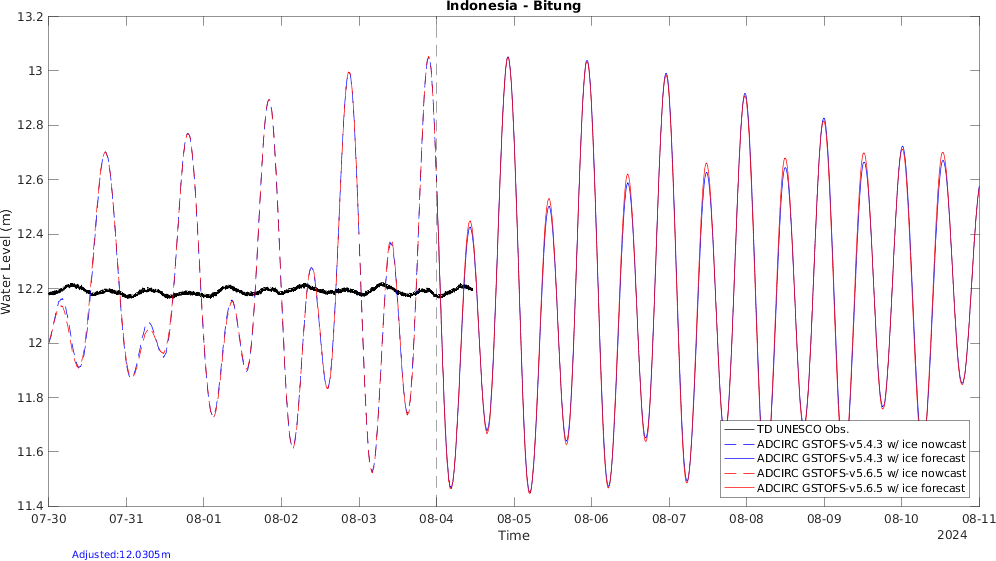 Indonesia - Bitung
13.2
13
12.8
12.6
12.4
12.2
12
11.8
11.6
11.4
Water Level (m)
TD UNESCO Obs.
ADCIRC GSTOFS-v5.4.3 w/ ice nowcast
ADCIRC GSTOFS-v5.4.3 w/ ice forecast
ADCIRC GSTOFS-v5.6.5 w/ ice nowcast
ADCIRC GSTOFS-v5.6.5 w/ ice forecast
07-30 07-31 08-01 08-02 08-03 08-04 08-05 08-06 08-07 08-08 08-09 08-10 08-11
Time
2024
Adjusted:12.0305m